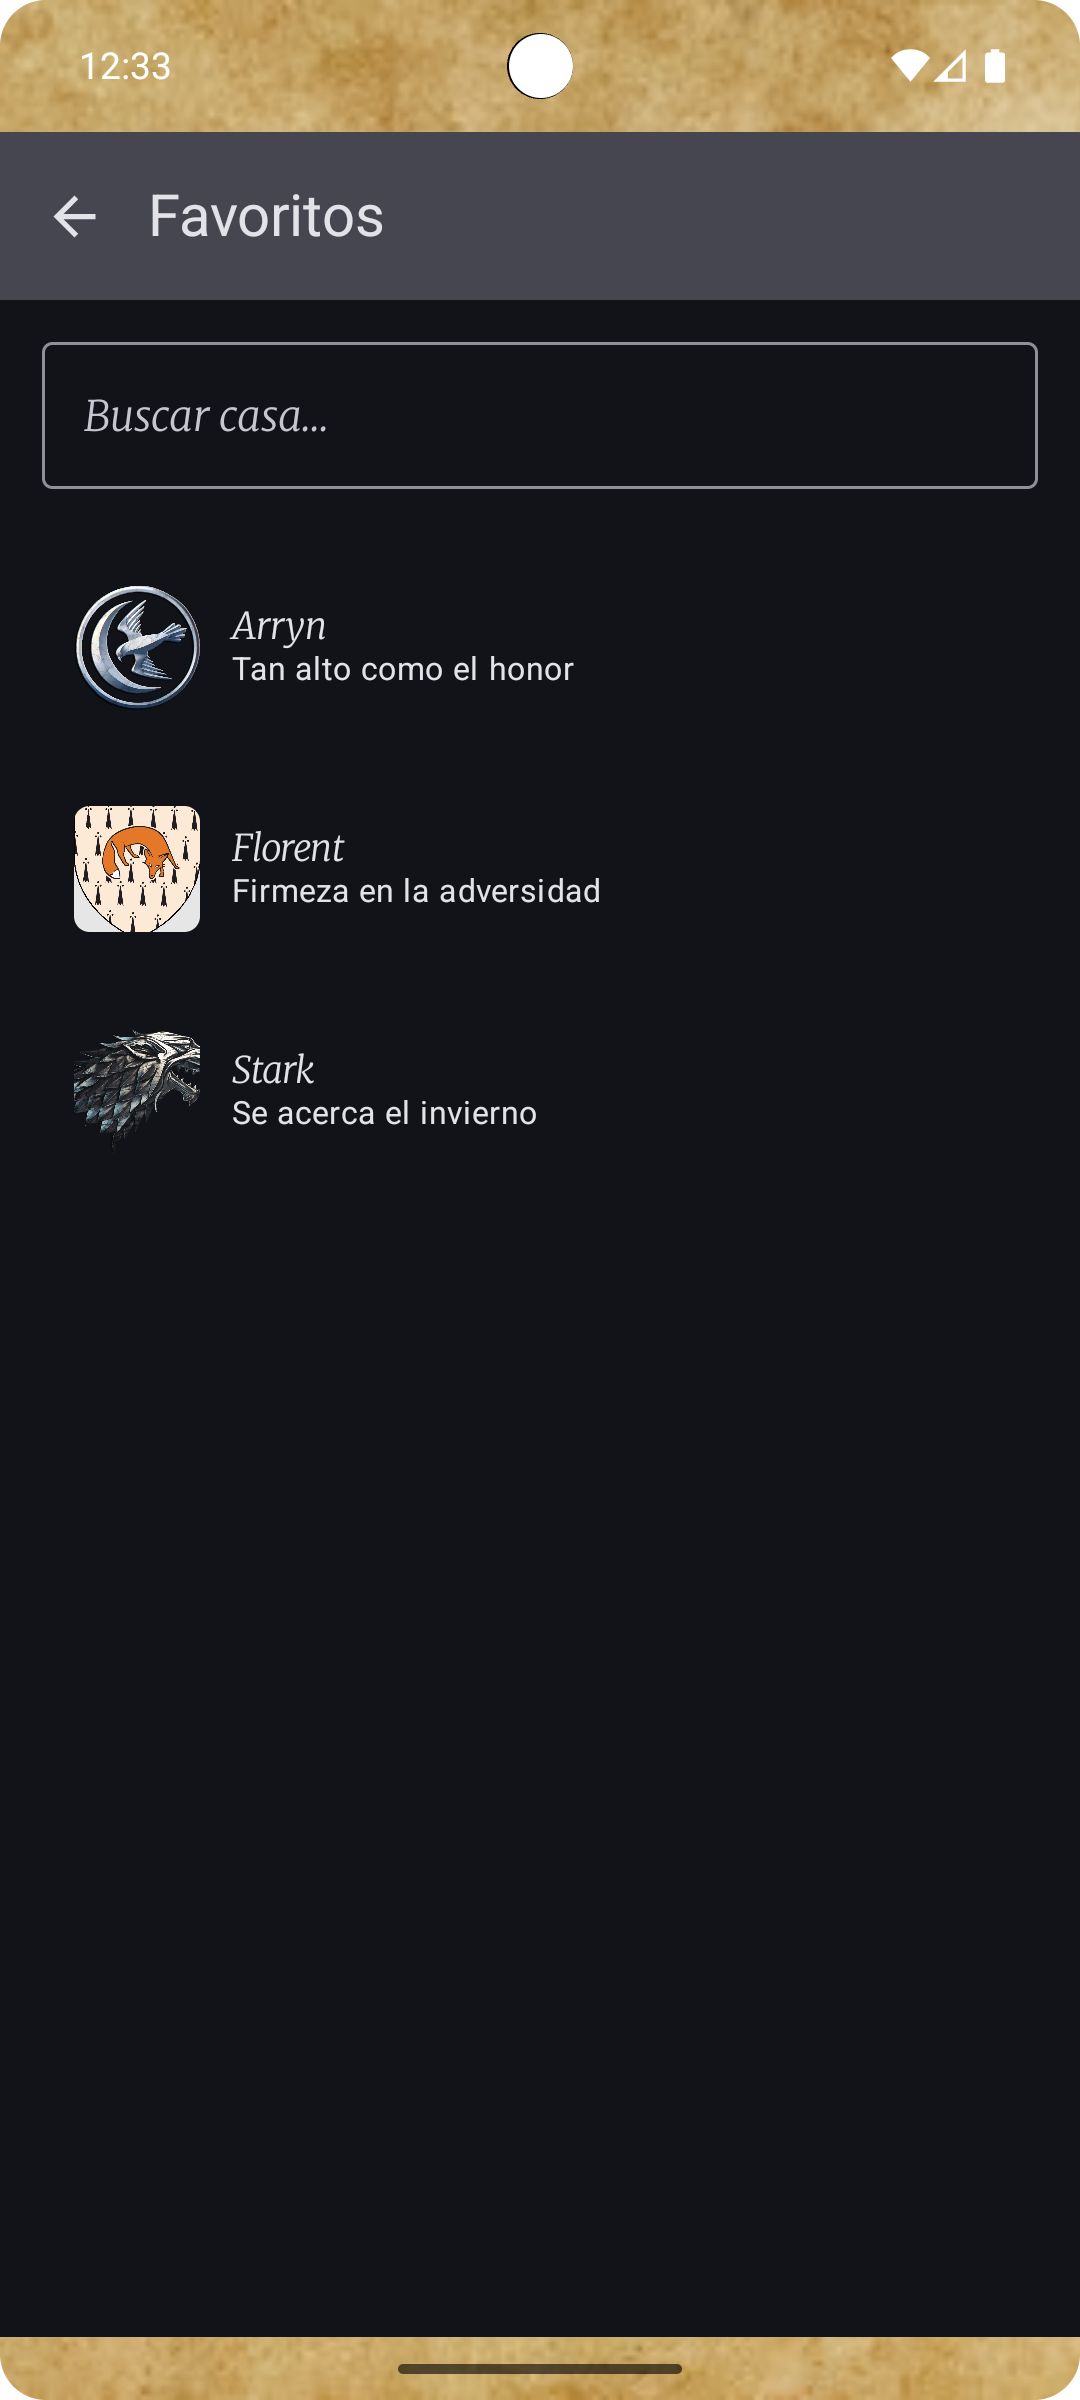 12:33
Favoritos
Buscar casa...
Arryn
Tan alto como el honor
Florent
Firmeza en la adversidad
Stark
Se acerca el invierno